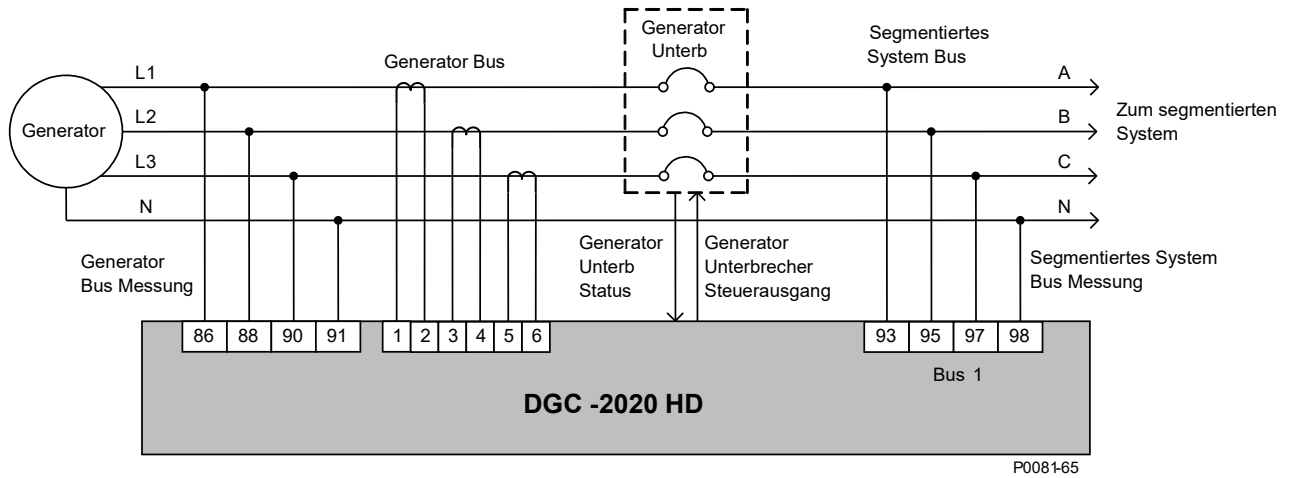 Generator
Unterb
Segmentiertes
System Bus
Generator Bus
L1
A
Zum segmentierten
System
Generator
L2
B
L3
C
N
N
Generator
Bus Messung
Generator
Unterb
Status
Generator
Unterbrecher
Steuerausgang
Segmentiertes System
Bus Messung
86 88 90 91 1 2 3 4 5 6 93 95 97 98
Bus 1
DGC -2020 HD
P0081-65